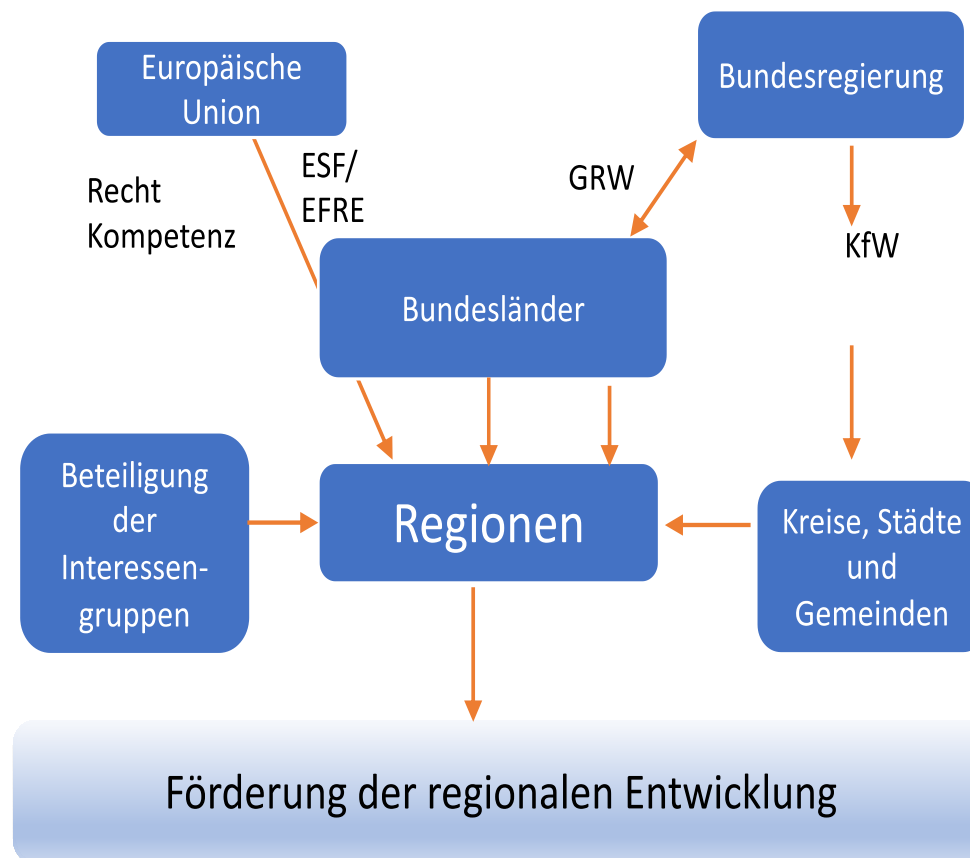 Europäische
Union
Bundesregierung
Recht
Kompetenz
ESF/
EFRE
GRW
KfW
Bundesländer
Beteiligung
der
Interessen-
gruppen
Regionen
Kreise, Städte
und
Gemeinden
Förderung der regionalen Entwicklung